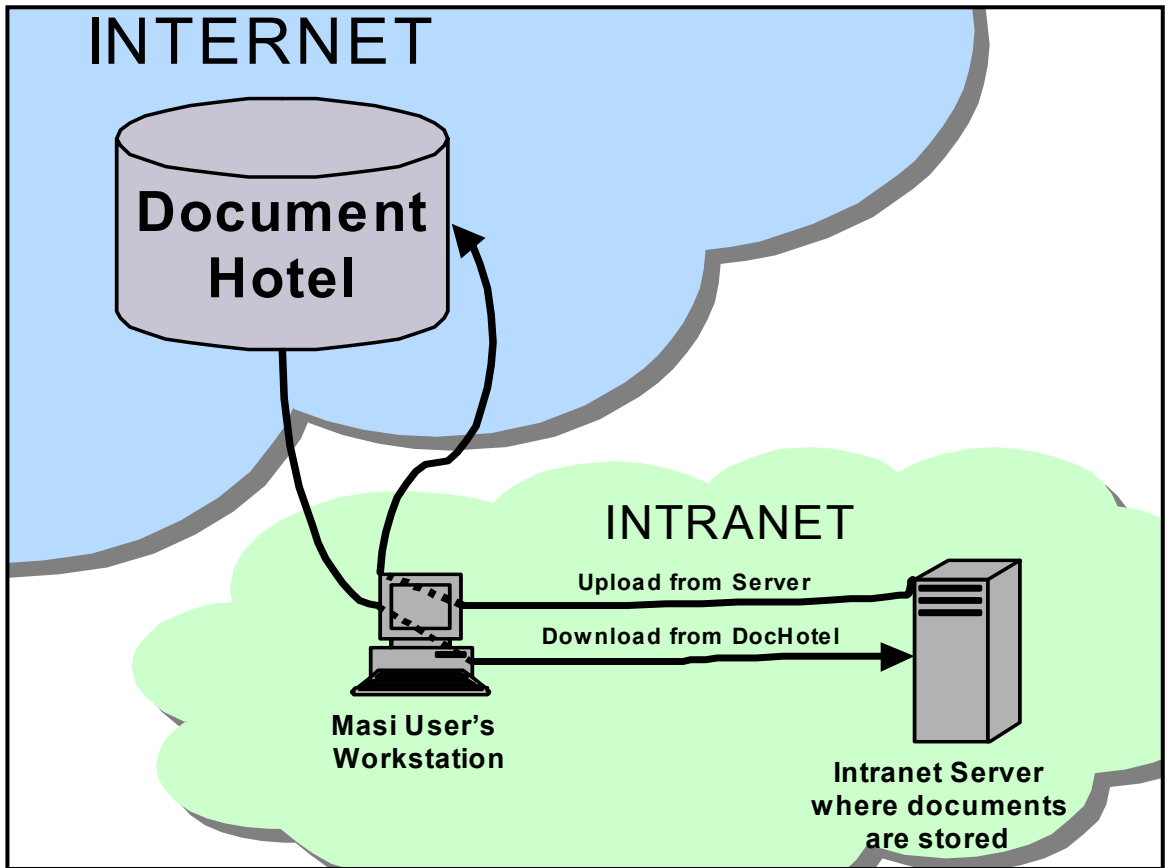 INTERNET
Document
Hotel
INTRANET
Upload from Server
Download from DocHotel
Masi User's
Workstation
Intranet Server
where documents
are stored